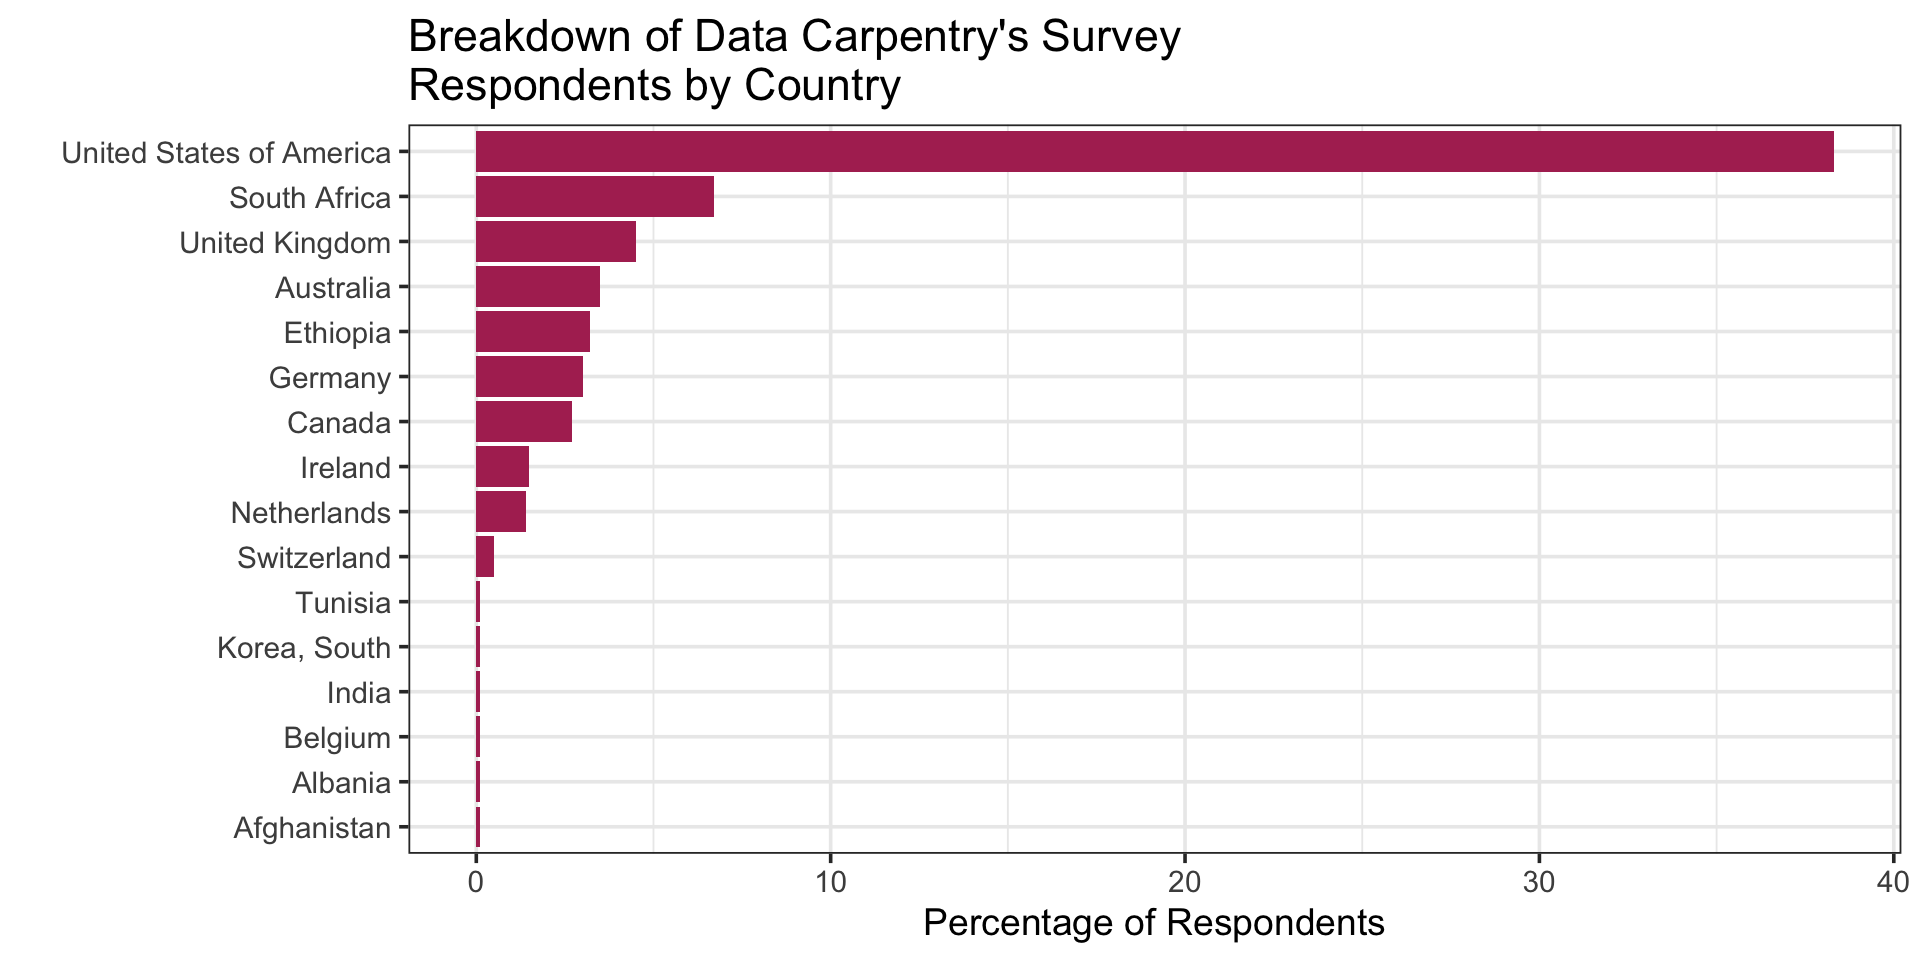 Breakdown of Data Carpentry's Survey
Respondents by Country
United States of America
South Africa
United Kingdom
Australia
Ethiopia
Germany
Canada
Ireland
Netherlands
Switzerland
Tunisia
Korea, South
India
Belgium
Albania
Afghanistan
0 10 20 30 40
Percentage of Respondents